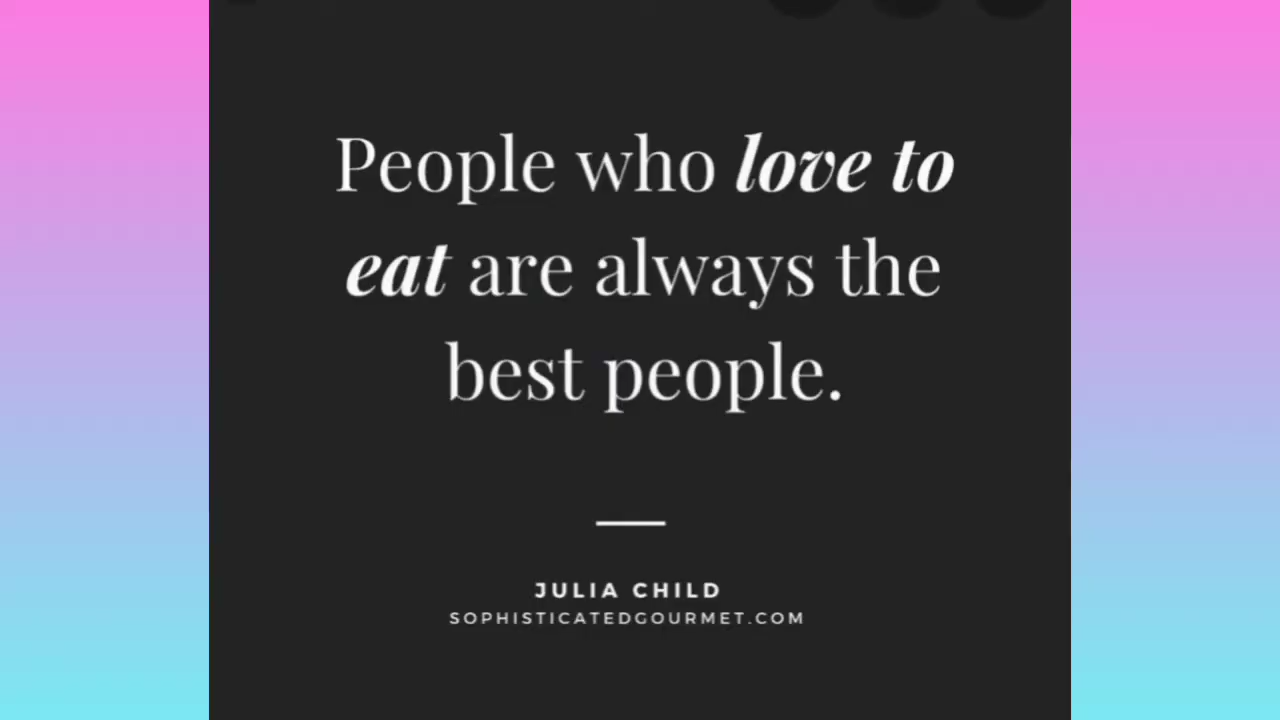 People who love to
eat are always the
best people.
JULIA CHILD
SOPHISTICATEDGOURMET.COM